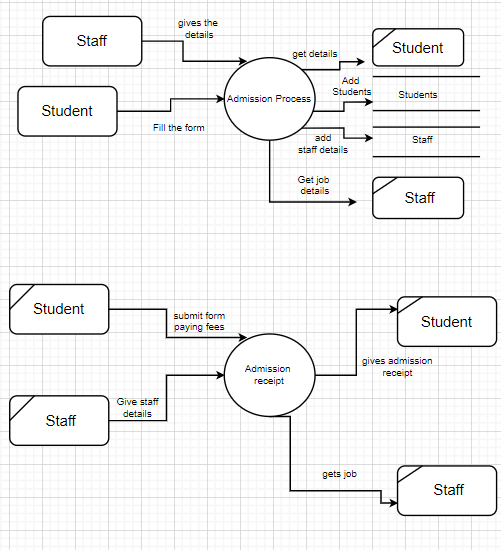 gives the
details
Staff
get details
Student
Add
Students
Students
Student
Admission Process
Fill the form
add
staff details
Staff
Get job
details
Staff
Student
submit form
paying fees
Student
Admission
receipt
gives admission
receipt
Give staff
details
Staff
gets job
Staff